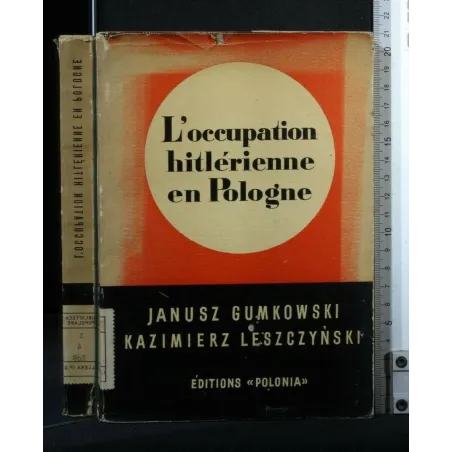 L'occupation
hitlérienne
en Pologne
JANUSZ GUMKOWSKI
KAZIMIERZ LESZCZYŃSKI
ÉDITIONS «POLONIA»
L'OCCUPATION HITLÉRIENNE EN POLOGNE